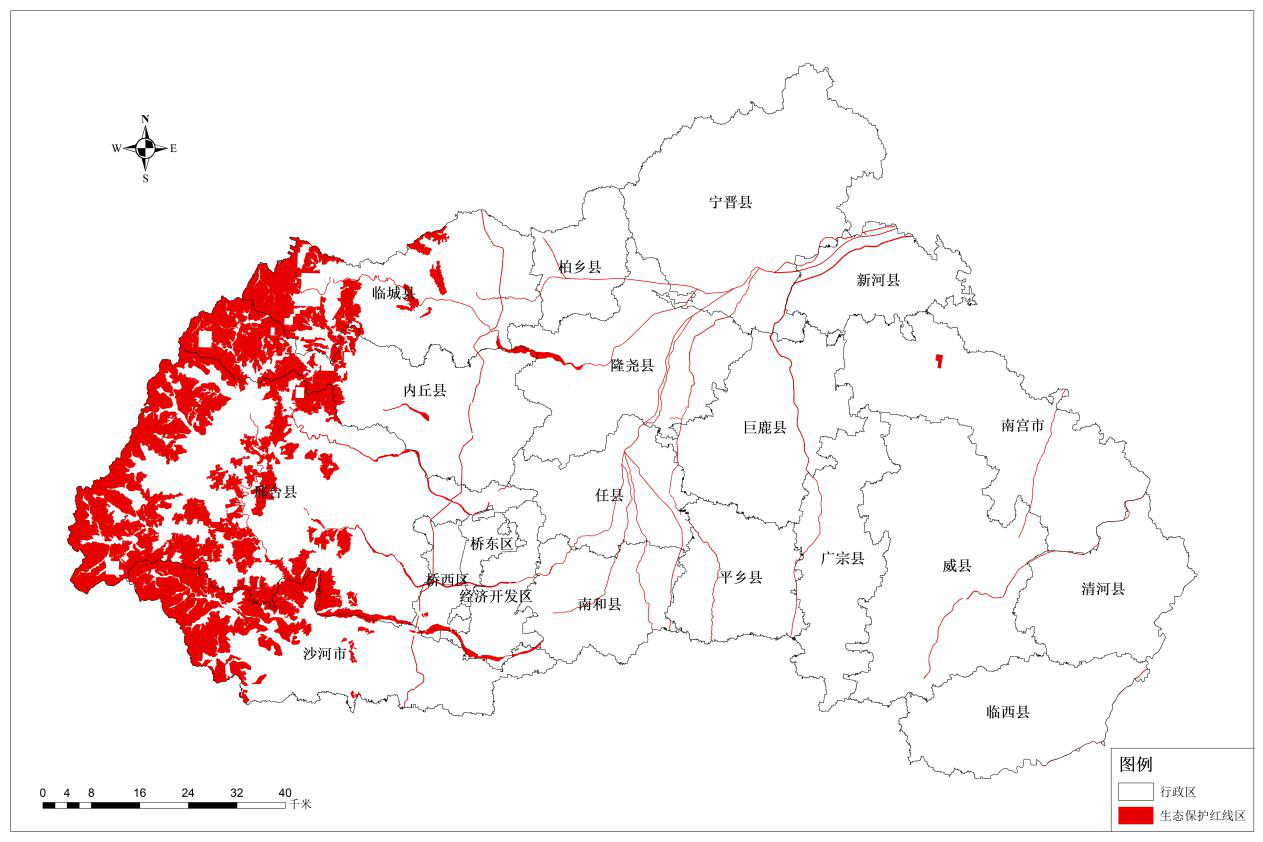 N
W E
S
宁晋县
柏乡县
新河县
临城县
隆尧县
内丘县
巨鹿县
南宫市
邢台县
任县
桥东区
广宗县
威县
桥西区
平乡县
清河县
经济开发区
南和县
沙河市
临西县
图例
行政区
生态保护红线区
0 4 8 16 24 32 40
千米